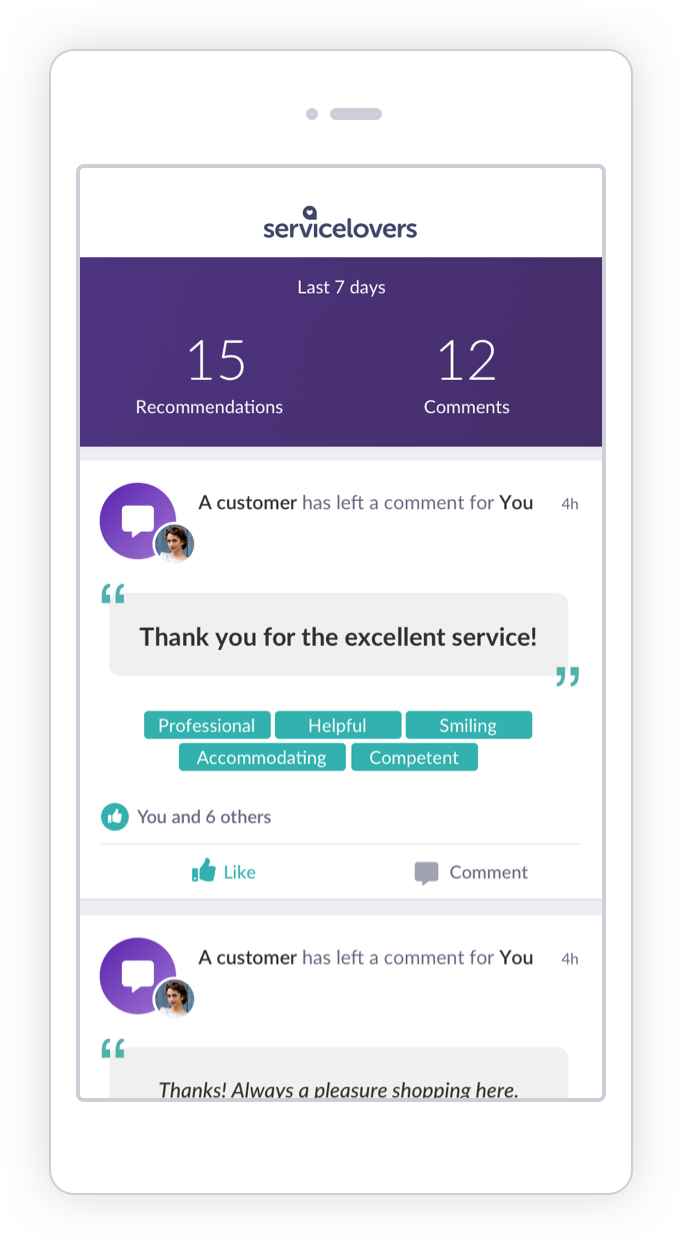 servicelovers
Last 7 days
15
12
Recommendations
Comments
A customer has left a comment for You 4h
“
Thank you for the excellent service!
”
Professional Helpful Smiling
Accommodating Competent
You and 6 others
Like Comment
A customer has left a comment for You 4h
“
Thanks! Always a pleasure shopping here.